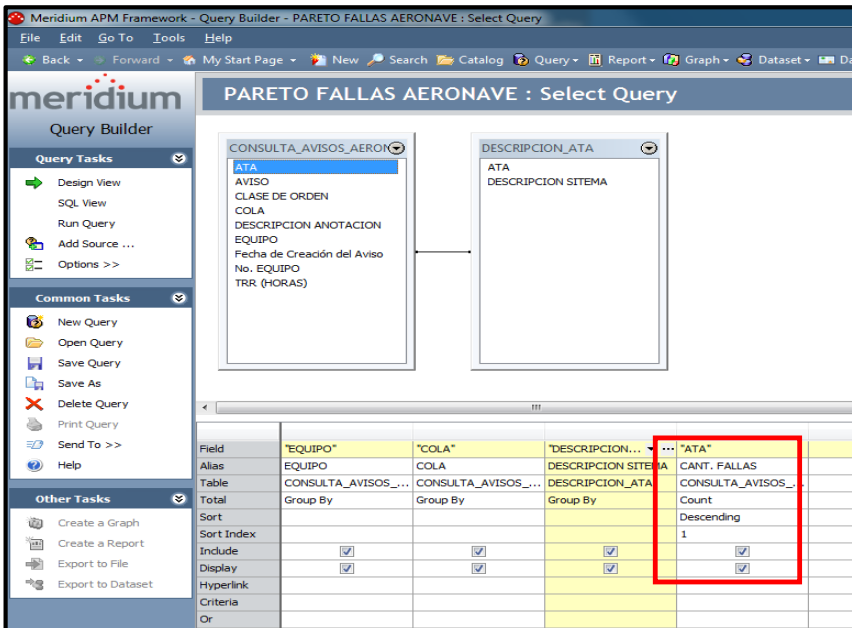 Meridium APM Framework - Query Builder - PARETO FALLAS AERONAVE : Select Query
File Edit Go To Tools Help
Back Forward My Start Page New Search Catalog Query Report Graph Dataset Da
meridium
Query Builder
PARETO FALLAS AERONAVE : Select Query
Query Tasks
Design View
SQL View
Run Query
Add Source ...
Options >>
Common Tasks
New Query
Open Query
Save Query
Save As
Delete Query
Print Query
Send To >>
Help
Other Tasks
Create a Graph
Create a Report
Export to File
Export to Dataset
CONSULTA_AVISOS_AERON
ATA
AVISO
CLASE DE ORDEN
COLA
DESCRIPCION ANOTACION
EQUIPO
Fecha de Creación del Aviso
No. EQUIPO
TRR (HORAS)
DESCRIPCION_ATA
ATA
DESCRIPCION SITEMA
Field "EQUIPO" "COLA" "DESCRIPCION... ... "ATA"
Alias EQUIPO COLA DESCRIPCION SITEMA CANT. FALLAS
Table CONSULTA_AVISOS_... CONSULTA_AVISOS_... DESCRIPCION_ATA CONSULTA_AVISOS_...
Total Group By Group By Group By Count
Sort Descending
Sort Index 1
Include
Display
Hyperlink
Criteria
Or